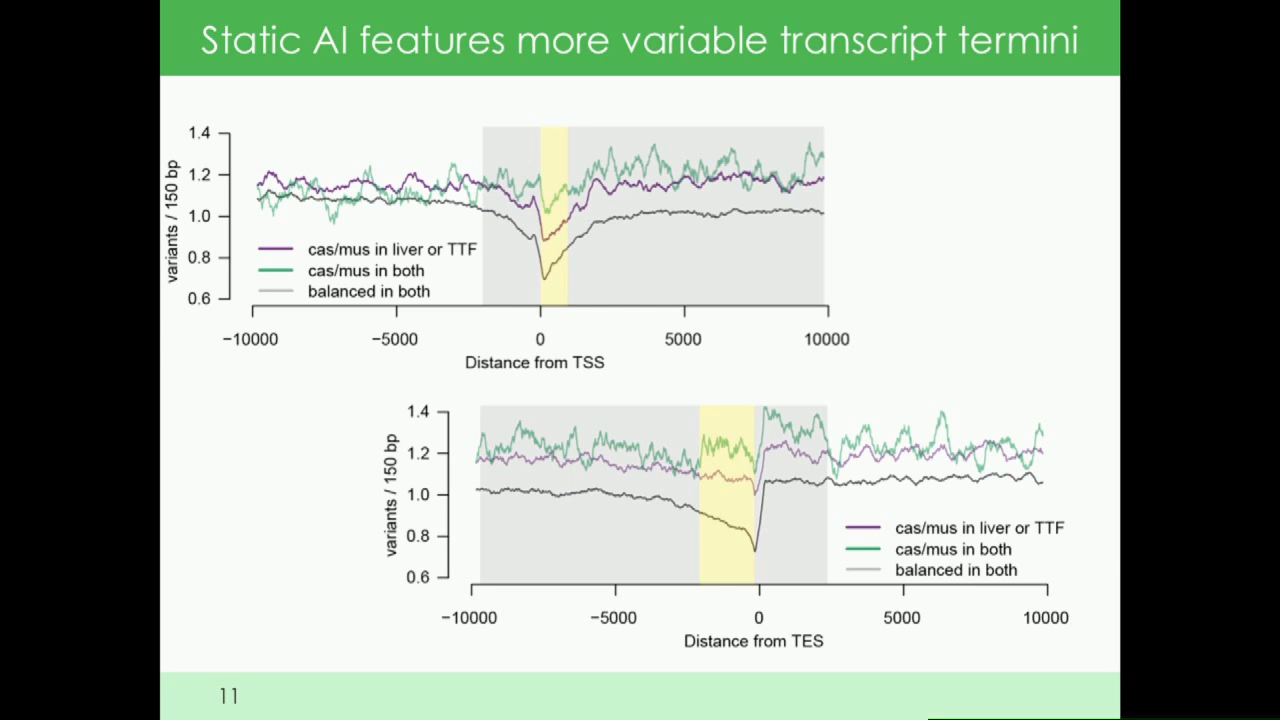 Static AI features more variable transcript termini
1.4
1.2
1.0
0.8
0.6
variants / 150 bp
cas/mus in liver or TTF
cas/mus in both
balanced in both
−10000 −5000 0 5000 10000
Distance from TSS
1.4
1.2
1.0
0.8
0.6
variants / 150 bp
cas/mus in liver or TTF
cas/mus in both
balanced in both
−10000 −5000 0 5000 10000
Distance from TES
11